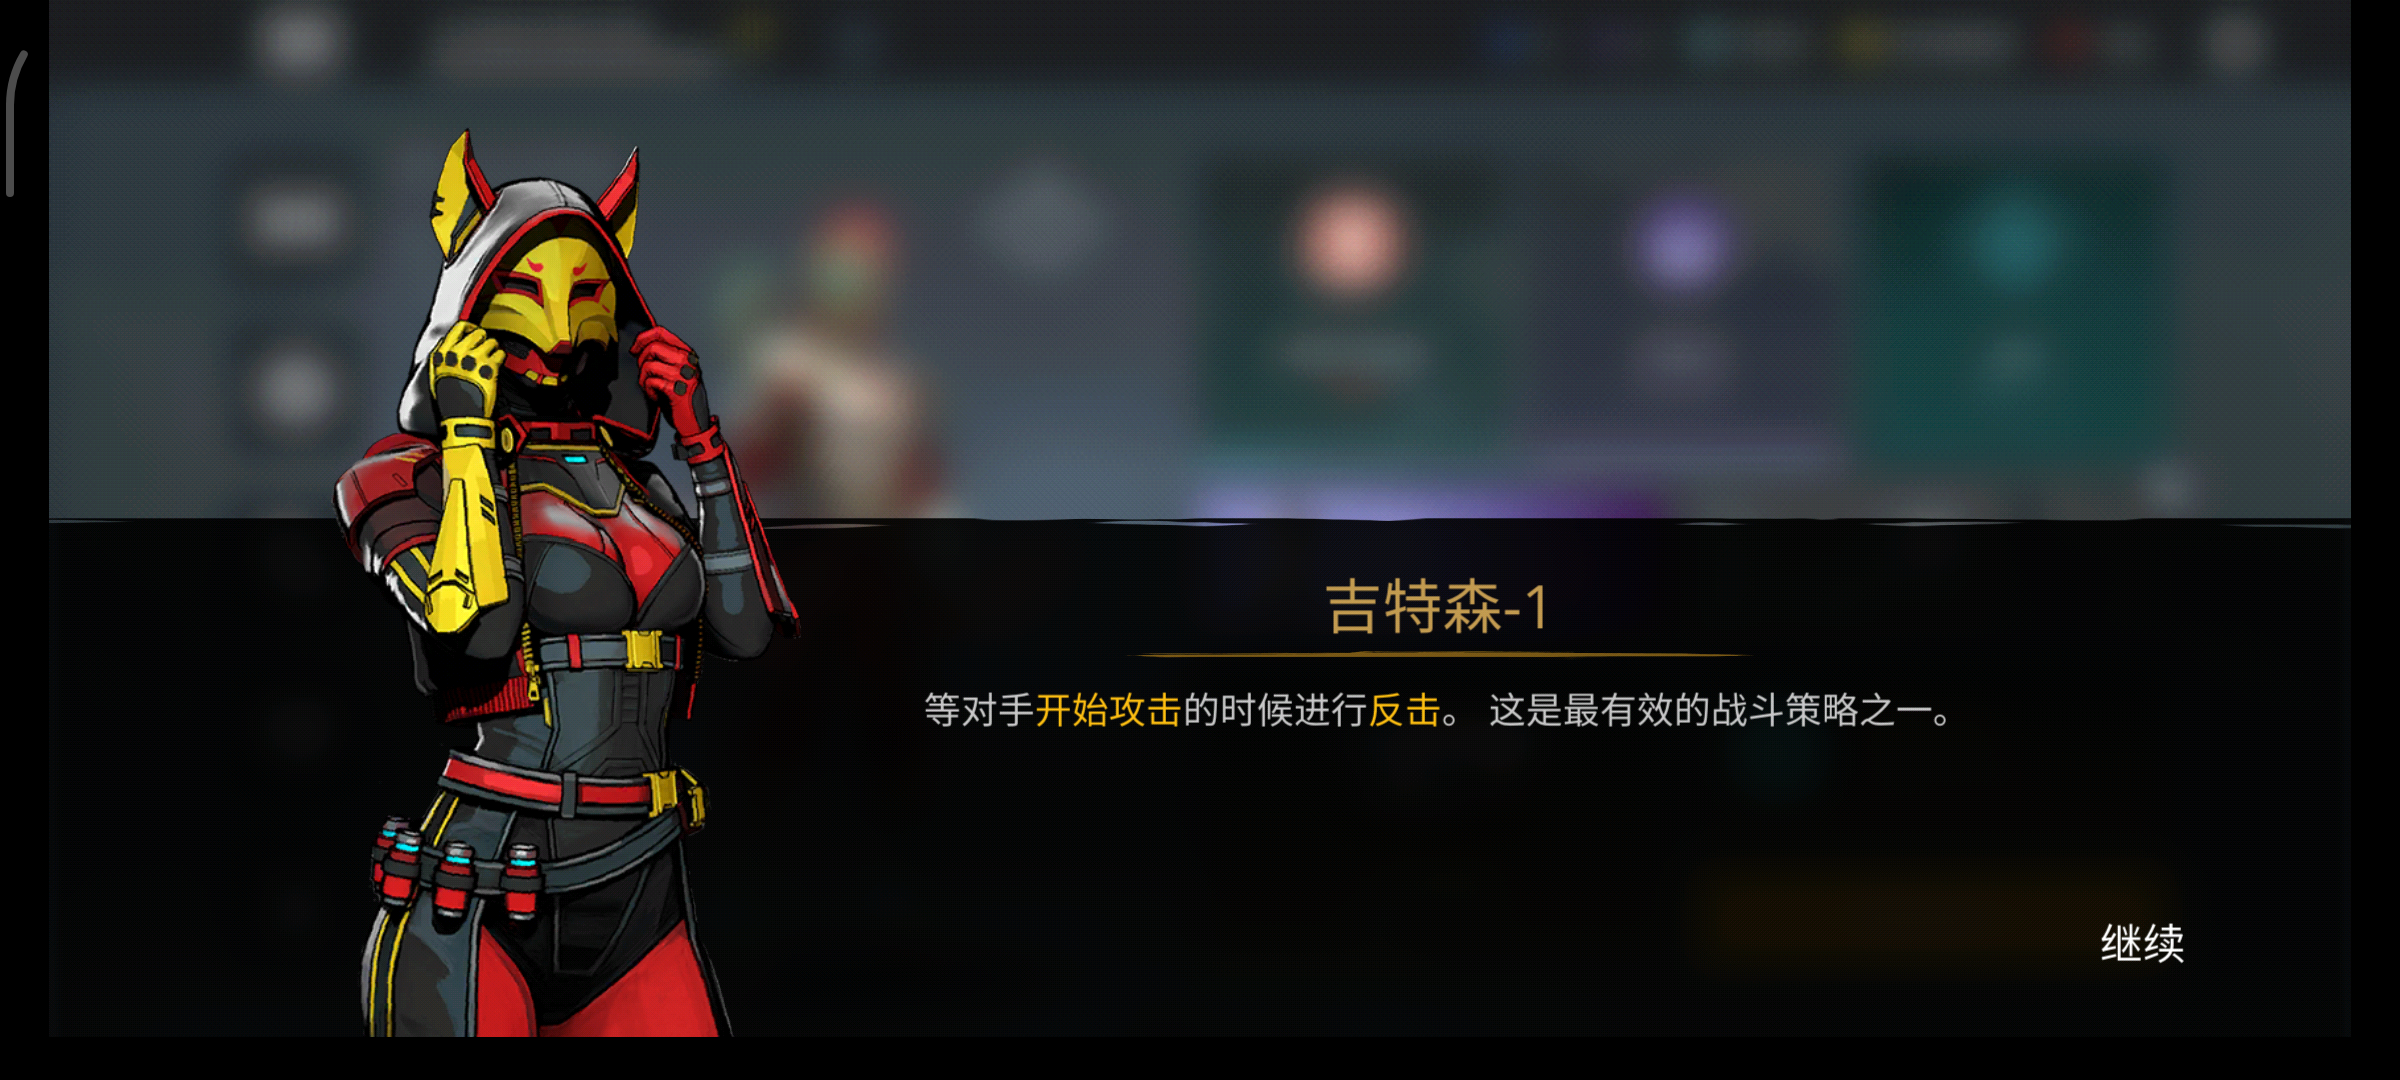 吉特森-1
等对手开始攻击的时候进行反击。 这是最有效的战斗策略之一。
继续